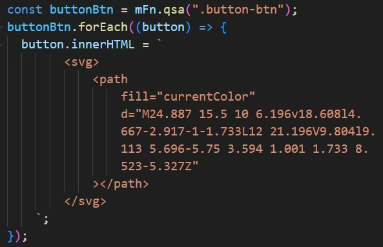 const buttonBtn = mFn.qsa(".button-btn");
buttonBtn.forEach((button) => {
  button.innerHTML = `
        <svg>
            <path
                fill="currentColor"
                d="M24.887 15.5 10 6.196v18.608l4.
                667-2.917-1-1.733L12 21.196V9.804l9.
                113 5.696-5.75 3.594 1.001 1.733 8.
                523-5.327Z"
            ></path>
        </svg>
    `;
});